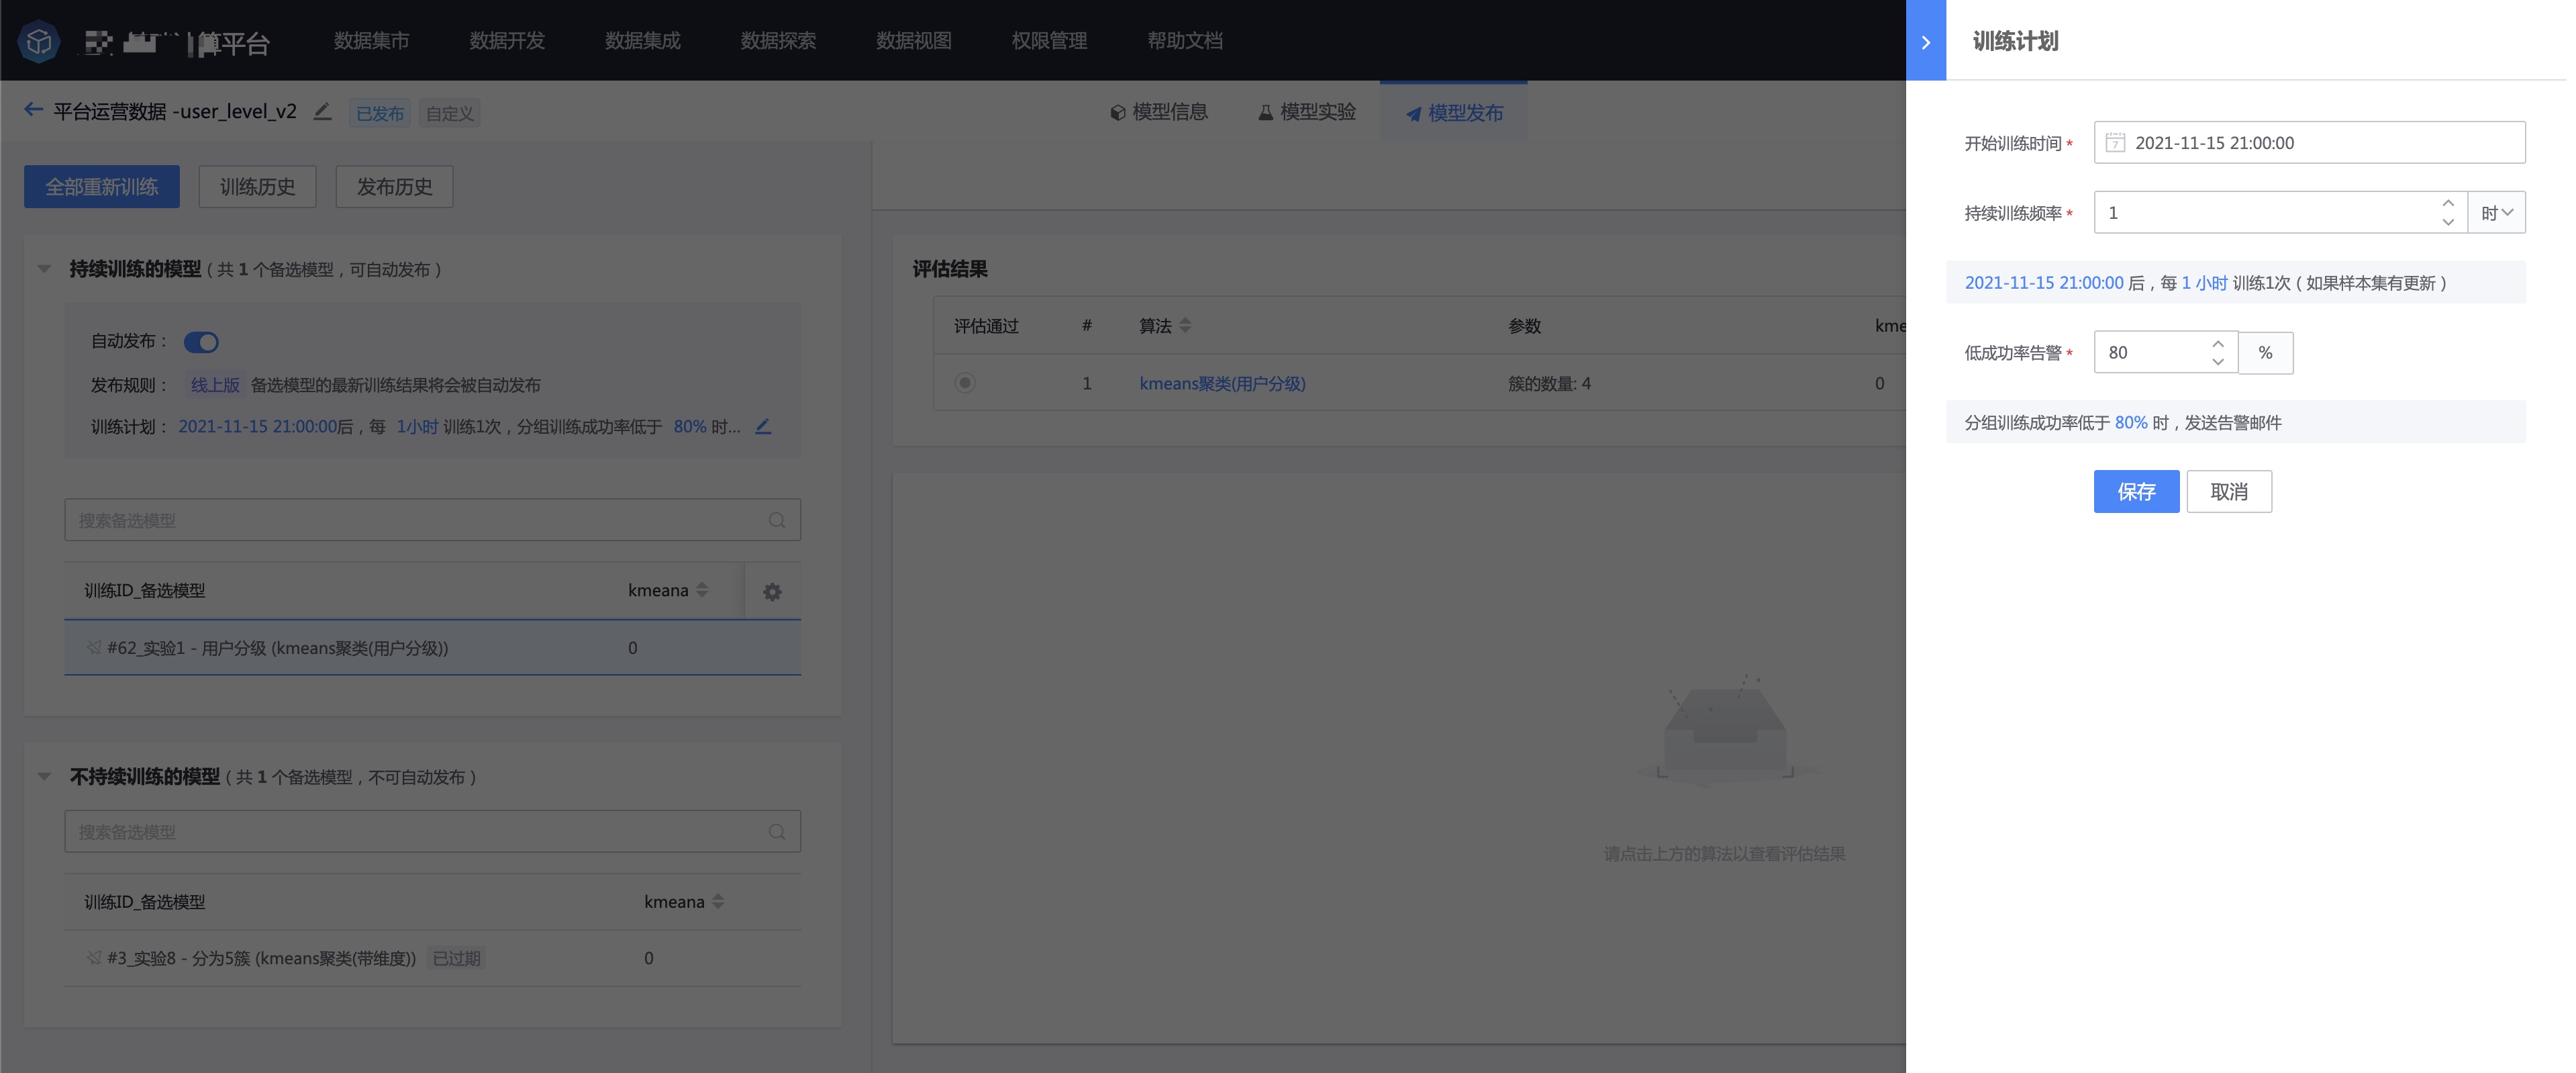 算平台
数据集市
数据开发
数据集成
数据探索
数据视图
权限管理
帮助文档
平台运营数据 -user_level_v2
已发布
自定义
模型信息
模型实验
模型发布
全部重新训练
训练历史
发布历史
持续训练的模型 ( 共 1 个备选模型，可自动发布 )
自动发布：
发布规则： 线上版 备选模型的最新训练结果将会被自动发布
训练计划： 2021-11-15 21:00:00后，每 1小时 训练1次，分组训练成功率低于 80% 时...
搜索备选模型
训练ID_备选模型 kmeana
#62_实验1 - 用户分级 (kmeans聚类(用户分级)) 0
不持续训练的模型 ( 共 1 个备选模型，不可自动发布 )
搜索备选模型
训练ID_备选模型 kmeana
#3_实验8 - 分为5簇 (kmeans聚类(带维度)) 已过期 0
评估结果
评估通过 # 算法 参数 kme
1 kmeans聚类(用户分级) 簇的数量: 4 0
请点击上方的算法以查看评估结果
训练计划
开始训练时间 * 7 2021-11-15 21:00:00
持续训练频率 * 1 时
2021-11-15 21:00:00 后，每 1 小时 训练1次 ( 如果样本集有更新 )
低成功率告警 * 80 %
分组训练成功率低于 80% 时，发送告警邮件
保存
取消